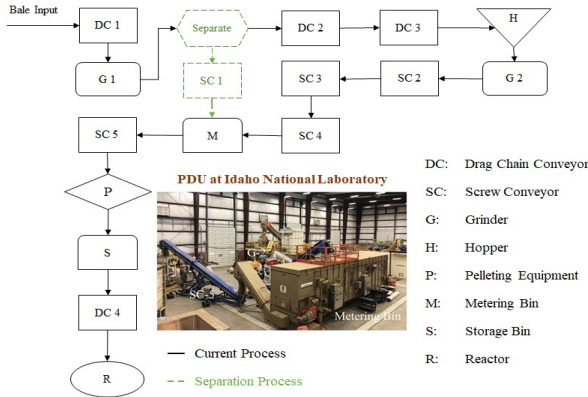 Bale Input
DC 1
Separate
DC 2
DC 3
H
G 1
SC 1
SC 3
SC 2
G 2
SC 5
M
SC 4
P
PDU at Idaho National Laboratory
S
Metering Bin
DC 4
R
Current Process
Separation Process
DC: Drag Chain Conveyor
SC: Screw Conveyor
G: Grinder
H: Hopper
P: Pelleting Equipment
M: Metering Bin
S: Storage Bin
R: Reactor